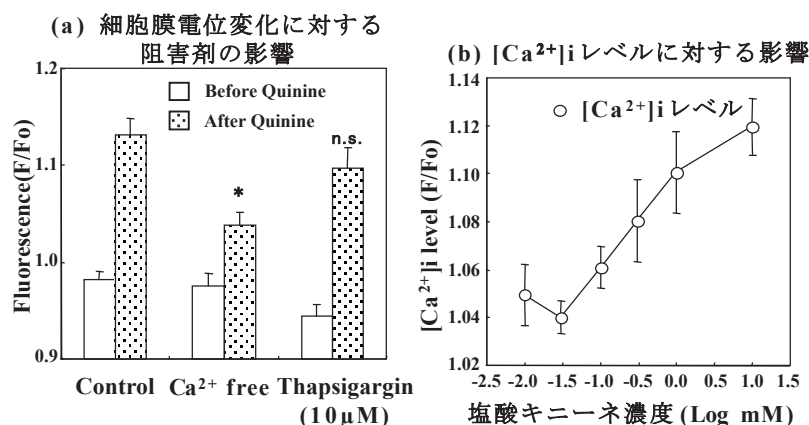 (a) 細胞膜電位変化に対する
阻害剤の影響
1.2
1.1
1.0
0.9
Fluorescence(F/Fo)
Before Quinine
After Quinine
*
n.s.
Control
Ca²⁺ free
Thapsigargin
(10μM)
(b) [Ca²⁺]iレベルに対する影響
1.14
1.12
1.10
1.08
1.06
1.04
1.02
[Ca²⁺]i level (F/Fo)
[Ca²⁺]iレベル
-2.5 -2.0 -1.5 -1.0 -0.5 0.0 0.5 1.0 1.5
塩酸キニーネ濃度 (Log mM)